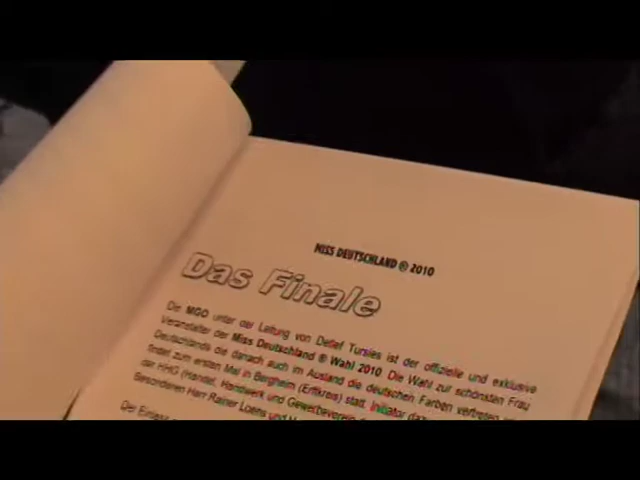 MISS DEUTSCHLAND ® 2010
Das Finale
Die MGO unter der Leitung von Detlef Tursies ist der offizielle und exklusive
Veranstalter der Miss Deutschland ® Wahl 2010. Die Wahl zur schönsten Frau
Deutschlands die danach auch im Ausland die deutschen Farben vertreten
findet zum ersten Mal in Bergheim (Erftkreis) statt. Initiator
der HHG (Handel, Handwerk und Gewerbeverein
Besonderen Herr Rainer Loens und
Der Einlass